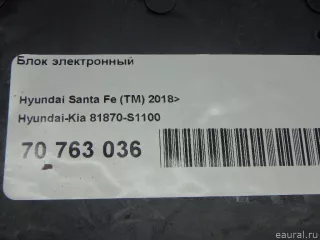 Блок электронный
Hyundai Santa Fe (TM) 2018>
Hyundai-Kia 81870-S1100
70 763 036
eaural.ru